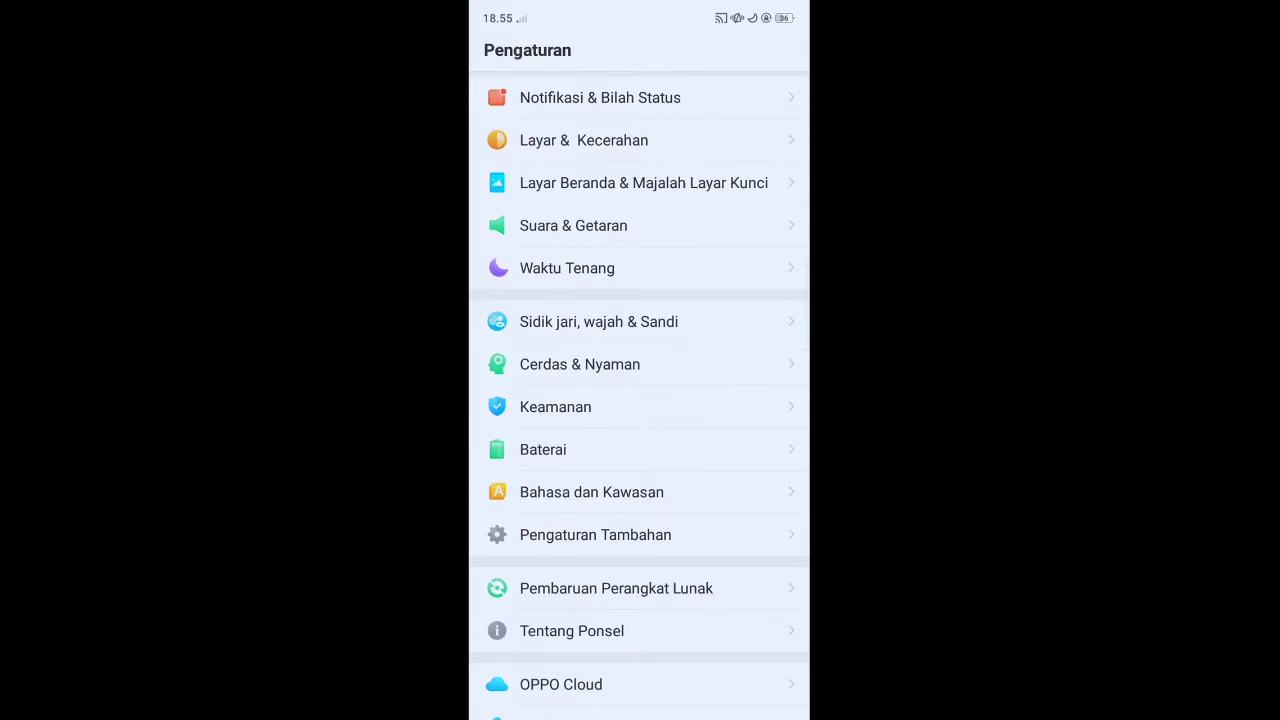 18.55
36
Pengaturan
Notifikasi & Bilah Status
Layar & Kecerahan
Layar Beranda & Majalah Layar Kunci
Suara & Getaran
Waktu Tenang
Sidik jari, wajah & Sandi
Cerdas & Nyaman
Keamanan
Baterai
Bahasa dan Kawasan
Pengaturan Tambahan
Pembaruan Perangkat Lunak
Tentang Ponsel
OPPO Cloud